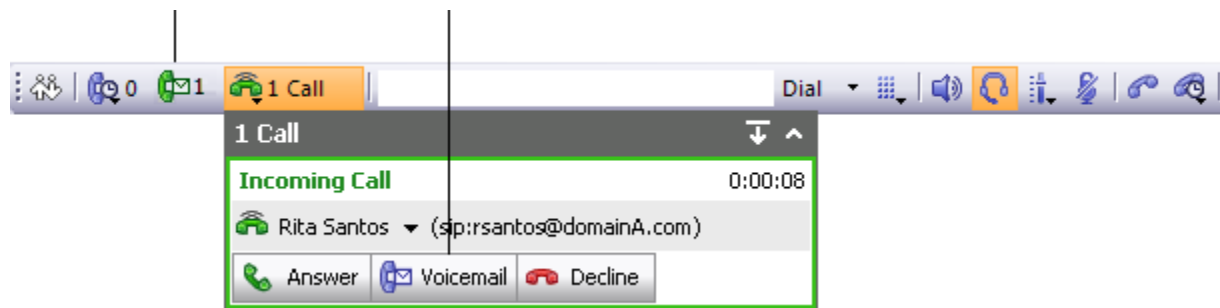 0 1 1 Call Dial
1 Call
Incoming Call 0:00:08
Rita Santos (sip:rsantos@domainA.com)
Answer Voicemail Decline